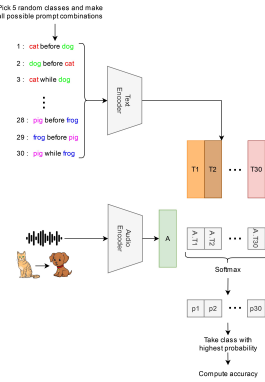 Pick 5 random classes and make
all possible prompt combinations
1 : cat before dog
2 : dog before cat
3 : cat while dog
28 : pig before frog
29 : frog before pig
30 : pig while frog
Text
Encoder
T1 T2 ... T30
Audio
Encoder
A
A.T1 A.T2 ... A.T30
Softmax
p1 p2 ... p30
Take class with
highest probability
Compute accuracy